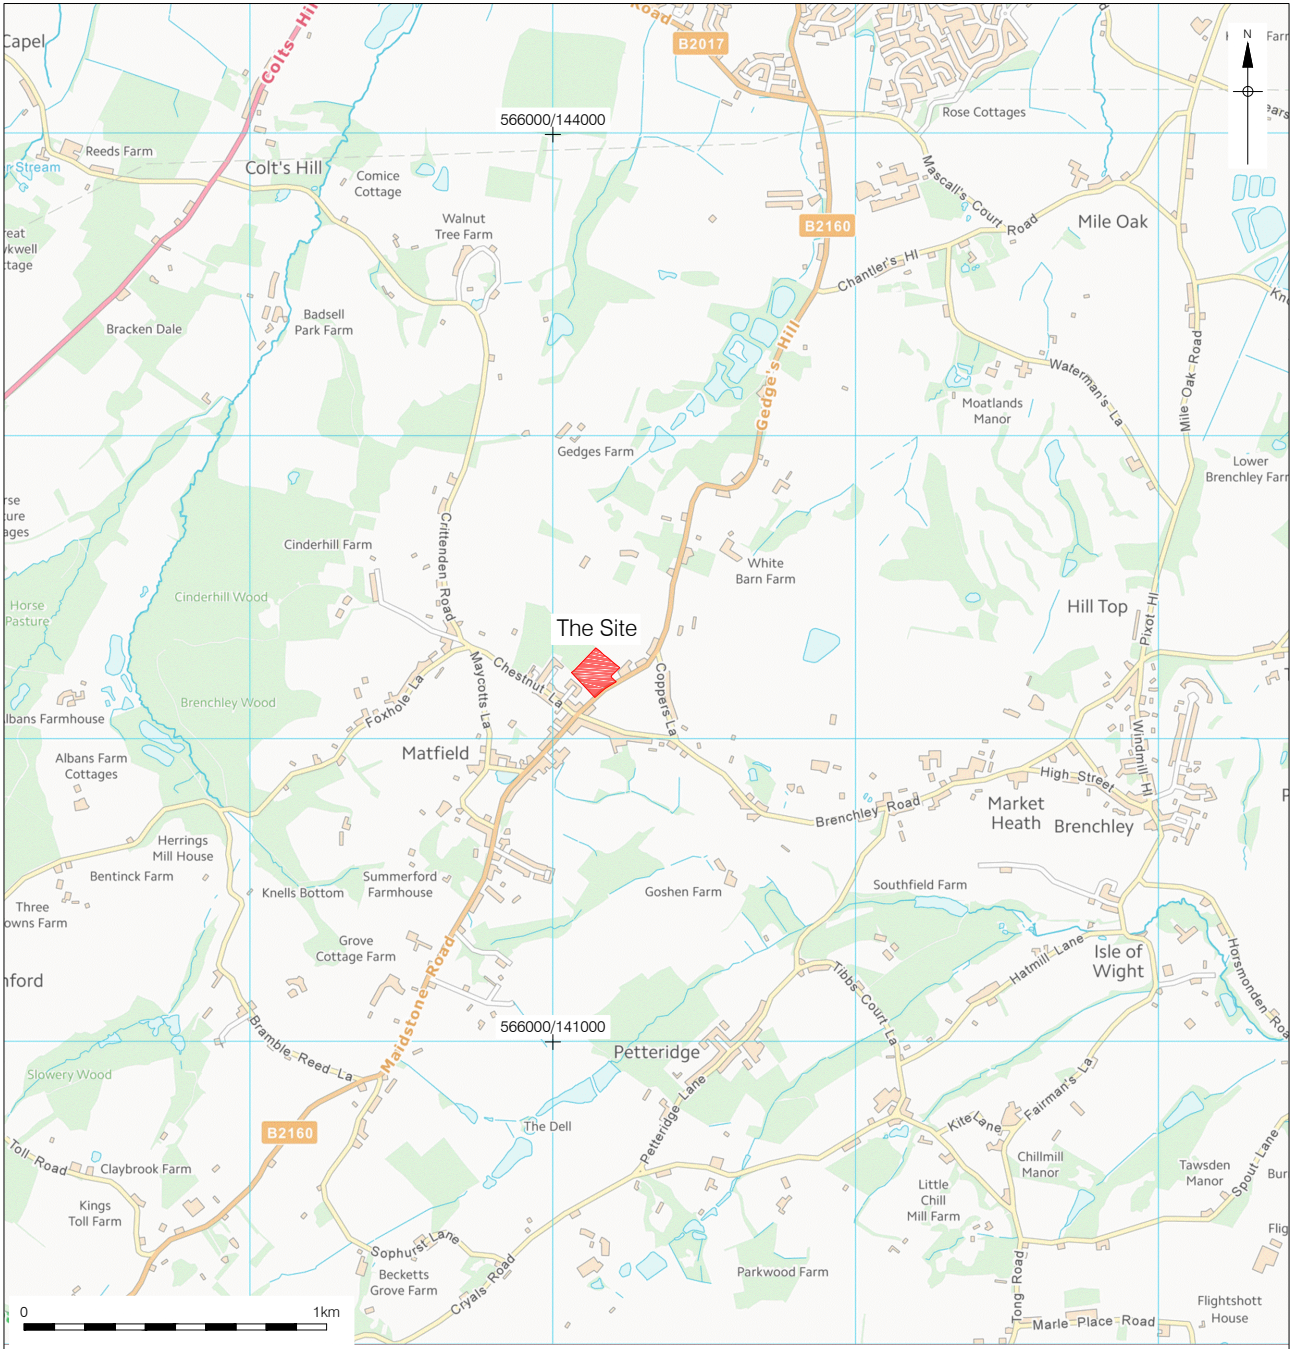 Capel
Colts Hill
Road
B2017
N
Rose Cottages
566000/144000
Reeds Farm
Stream
Colt's Hill
Comice
Cottage
Walnut
Tree Farm
Mascall's Court Road
Mile Oak
B2160
Chantler's Hl
Badsell
Park Farm
Bracken Dale
Gedge's Hill
Waterman's La
Mile Oak Road
Moatlands
Manor
Gedges Farm
Lower
Brenchley Farm
Crittenden Road
Cinderhill Farm
White
Barn Farm
Cinderhill Wood
Horse
Pasture
Hill Top
Pixot Hl
The Site
Chestnut La
Maycotts La
Coppers La
Foxhole La
Brenchley Wood
Albans Farmhouse
Albans Farm
Cottages
Matfield
Windmill Hl
High Street
Market
Heath
Brenchley
Brenchley Road
Herrings
Mill House
Bentinck Farm
Summerford
Farmhouse
Knells Bottom
Goshen Farm
Southfield Farm
Three
owns Farm
Grove
Cottage Farm
nford
Maidstone Road
Hatmill Lane
Isle of
Wight
Horsmonden Roa
Tibbs Court La
566000/141000
Petteridge
Bramble Reed La
Slowery Wood
Petteridge Lane
Fairman's La
Kite Lane
The Dell
B2160
Toll Road
Claybrook Farm
Chillmill
Manor
Tawsden
Manor
Spout Lane
Bur
Kings
Toll Farm
Little
Chill
Mill Farm
Flig
Sophurst Lane
Becketts
Grove Farm
Cryals Road
Parkwood Farm
Tong Road
Flightshott
House
Marle Place Road
0
1km